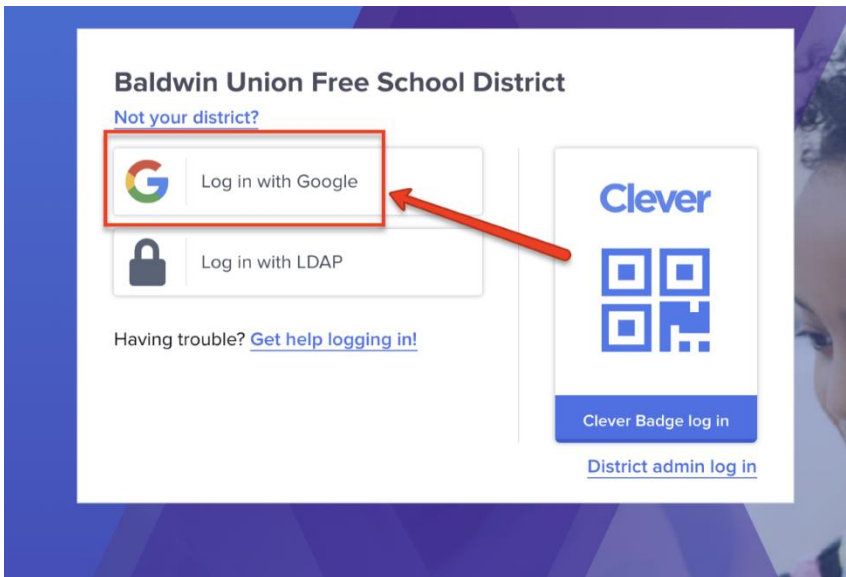 Baldwin Union Free School District
Not your district?
Log in with Google
Log in with LDAP
Having trouble? Get help logging in!
Clever
Clever Badge log in
District admin log in